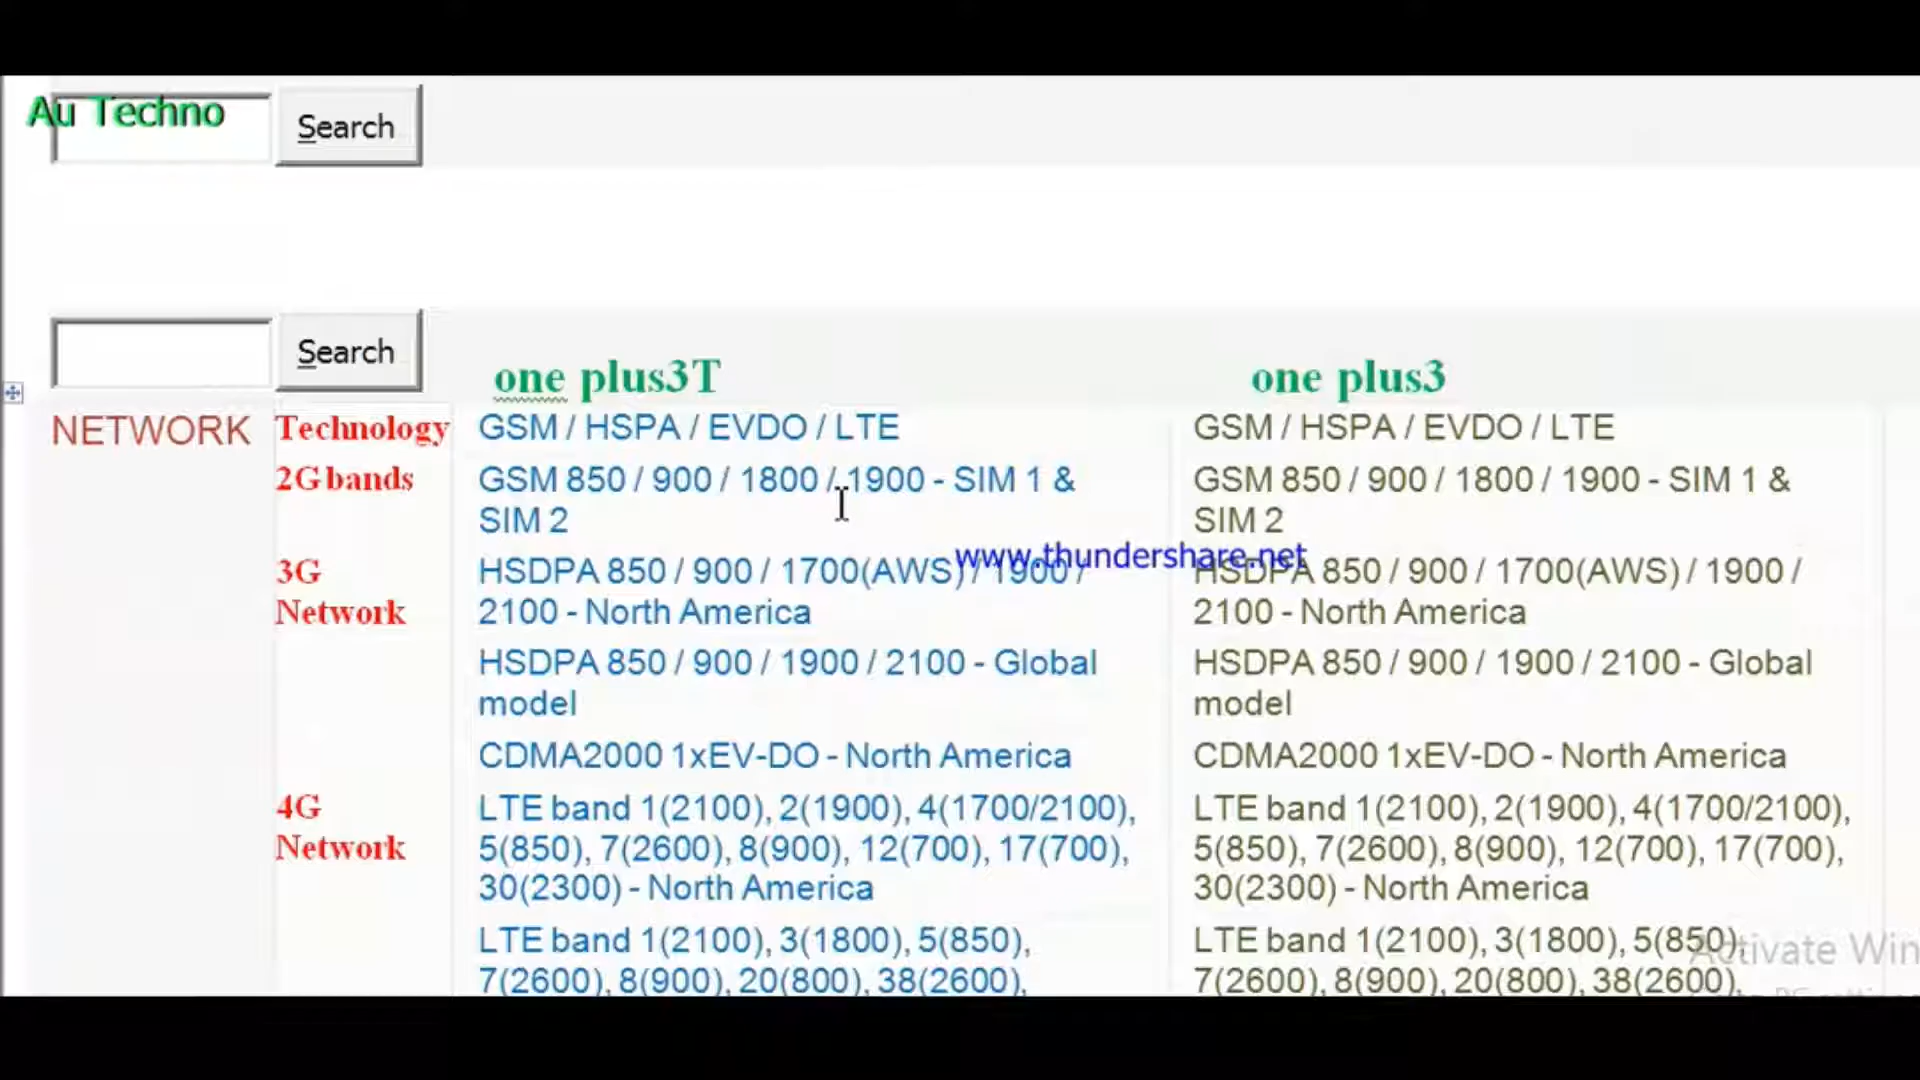 Au Techno
Search
Search
one plus3T
one plus3
NETWORK
Technology
GSM / HSPA / EVDO / LTE
GSM / HSPA / EVDO / LTE
2G bands
GSM 850 / 900 / 1800 / 1900 - SIM 1 &
SIM 2
GSM 850 / 900 / 1800 / 1900 - SIM 1 &
SIM 2
www.thundershare.net
3G
Network
HSDPA 850 / 900 / 1700(AWS) / 1900 /
2100 - North America
HSDPA 850 / 900 / 1700(AWS) / 1900 /
2100 - North America
HSDPA 850 / 900 / 1900 / 2100 - Global
model
HSDPA 850 / 900 / 1900 / 2100 - Global
model
CDMA2000 1xEV-DO - North America
CDMA2000 1xEV-DO - North America
4G
Network
LTE band 1(2100), 2(1900), 4(1700/2100),
5(850), 7(2600), 8(900), 12(700), 17(700),
30(2300) - North America
LTE band 1(2100), 2(1900), 4(1700/2100),
5(850), 7(2600), 8(900), 12(700), 17(700),
30(2300) - North America
LTE band 1(2100), 3(1800), 5(850),
7(2600), 8(900), 20(800), 38(2600),
LTE band 1(2100), 3(1800), 5(850),
7(2600), 8(900), 20(800), 38(2600),
Activate Win